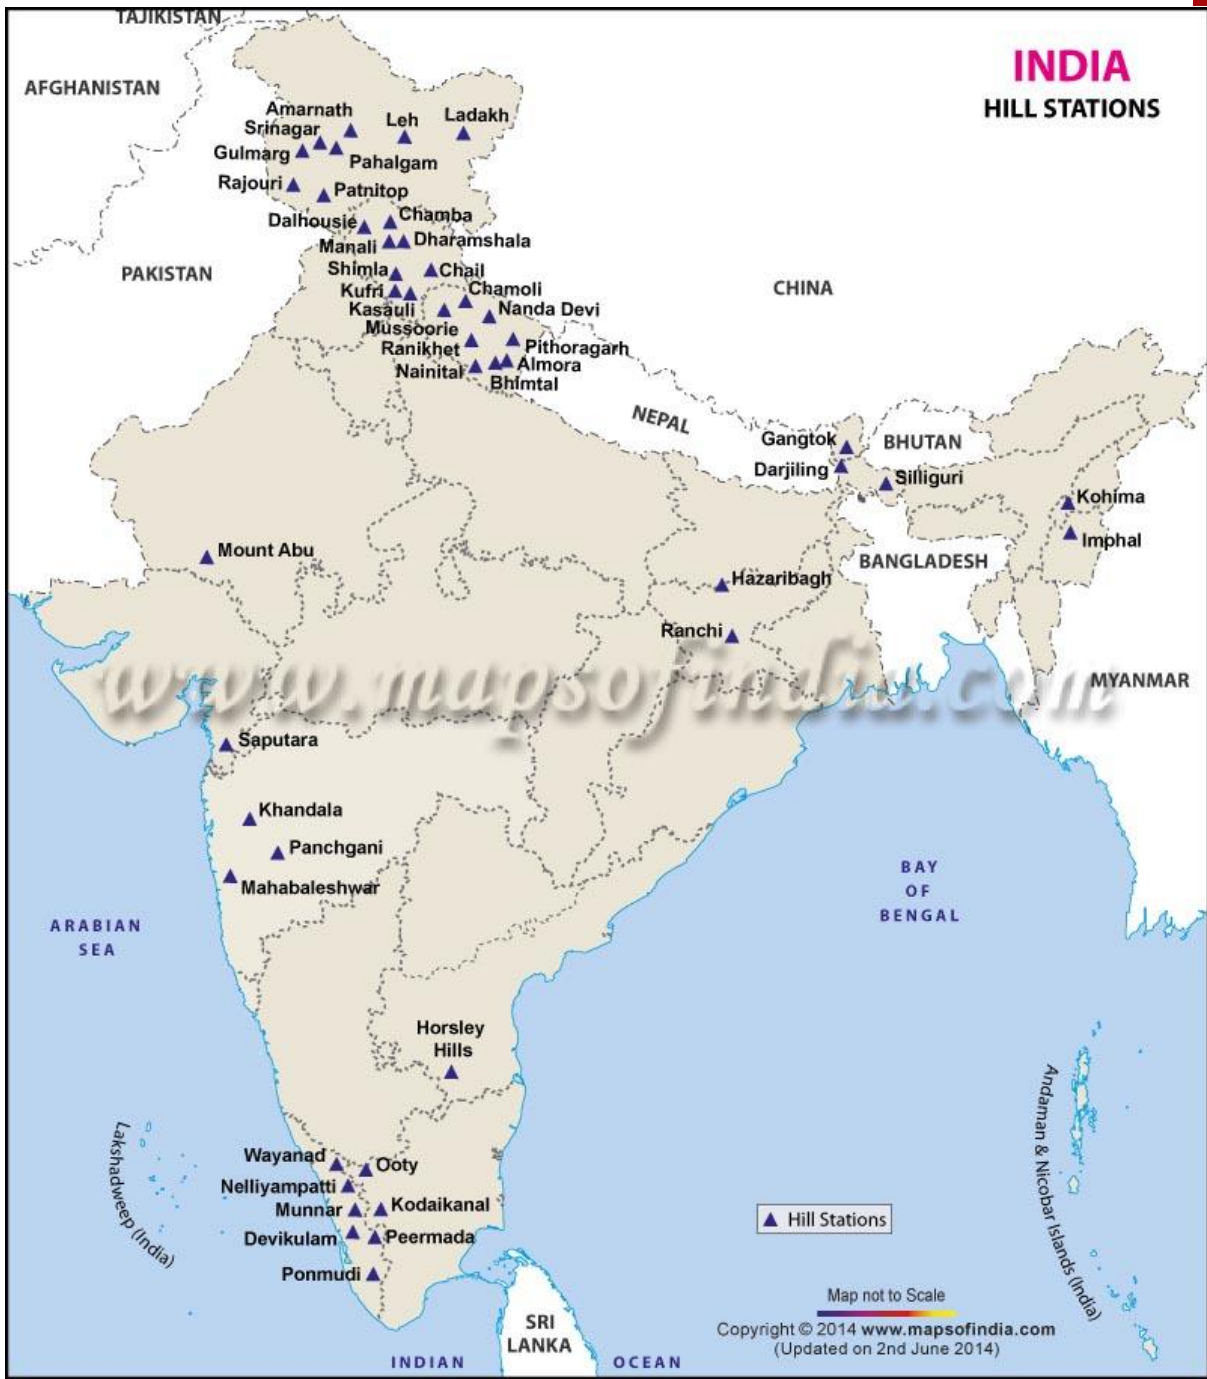 TAJIKISTAN
AFGHANISTAN
INDIA
HILL STATIONS
Amarnath
Leh
Ladakh
Srinagar
Gulmarg
Pahalgam
Rajouri
Patnitop
Dalhousie
Chamba
Manali
Dharamshala
PAKISTAN
Shimla
Chail
CHINA
Kufri
Chamoli
Kasauli
Nanda Devi
Mussoorie
Ranikhet
Pithoragarh
Nainital
Almora
Bhimtal
NEPAL
Gangtok
BHUTAN
Darjiling
Silliguri
Kohima
Imphal
Mount Abu
BANGLADESH
Hazaribagh
Ranchi
www.mapsofindia.com
MYANMAR
Saputara
Khandala
Panchgani
Mahabaleshwar
BAY
OF
BENGAL
ARABIAN
SEA
Horsley
Hills
Lakshadweep (India)
Andaman & Nicobar Islands (India)
Wayanad
Ooty
Nelliyampatti
Munnar
Kodaikanal
Devikulam
Peermada
Ponmudi
Hill Stations
Map not to Scale
Copyright © 2014 www.mapsofindia.com
(Updated on 2nd June 2014)
SRI
LANKA
INDIAN OCEAN